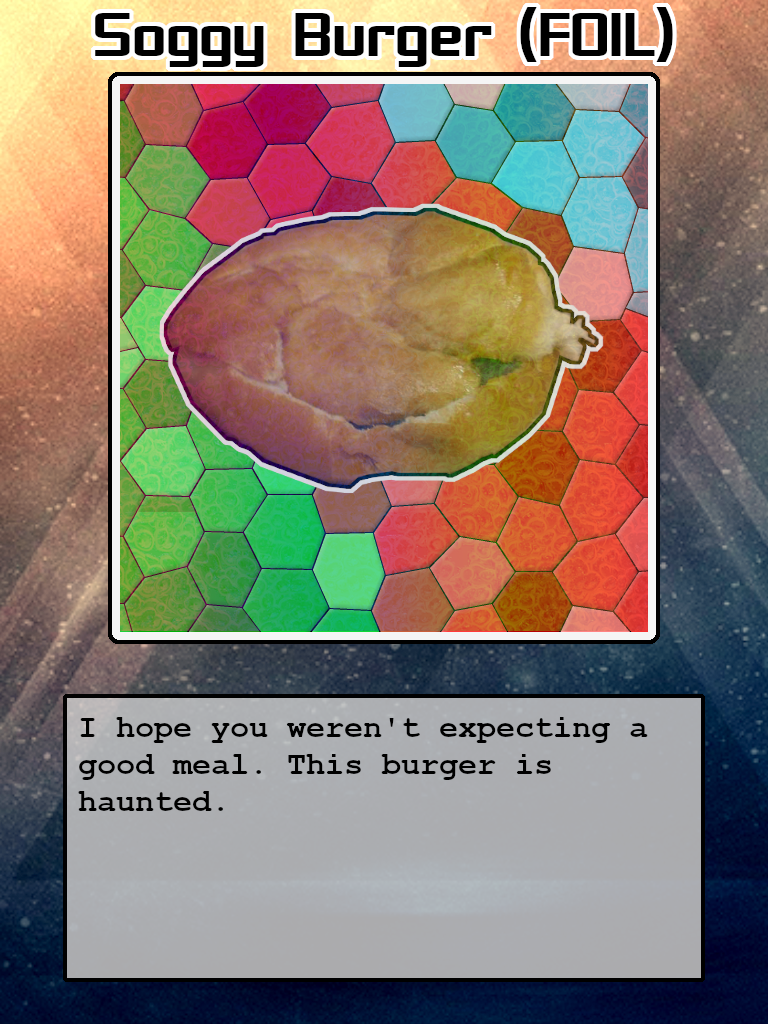 Soggy Burger (FOIL)
I hope you weren't expecting a
good meal. This burger is
haunted.